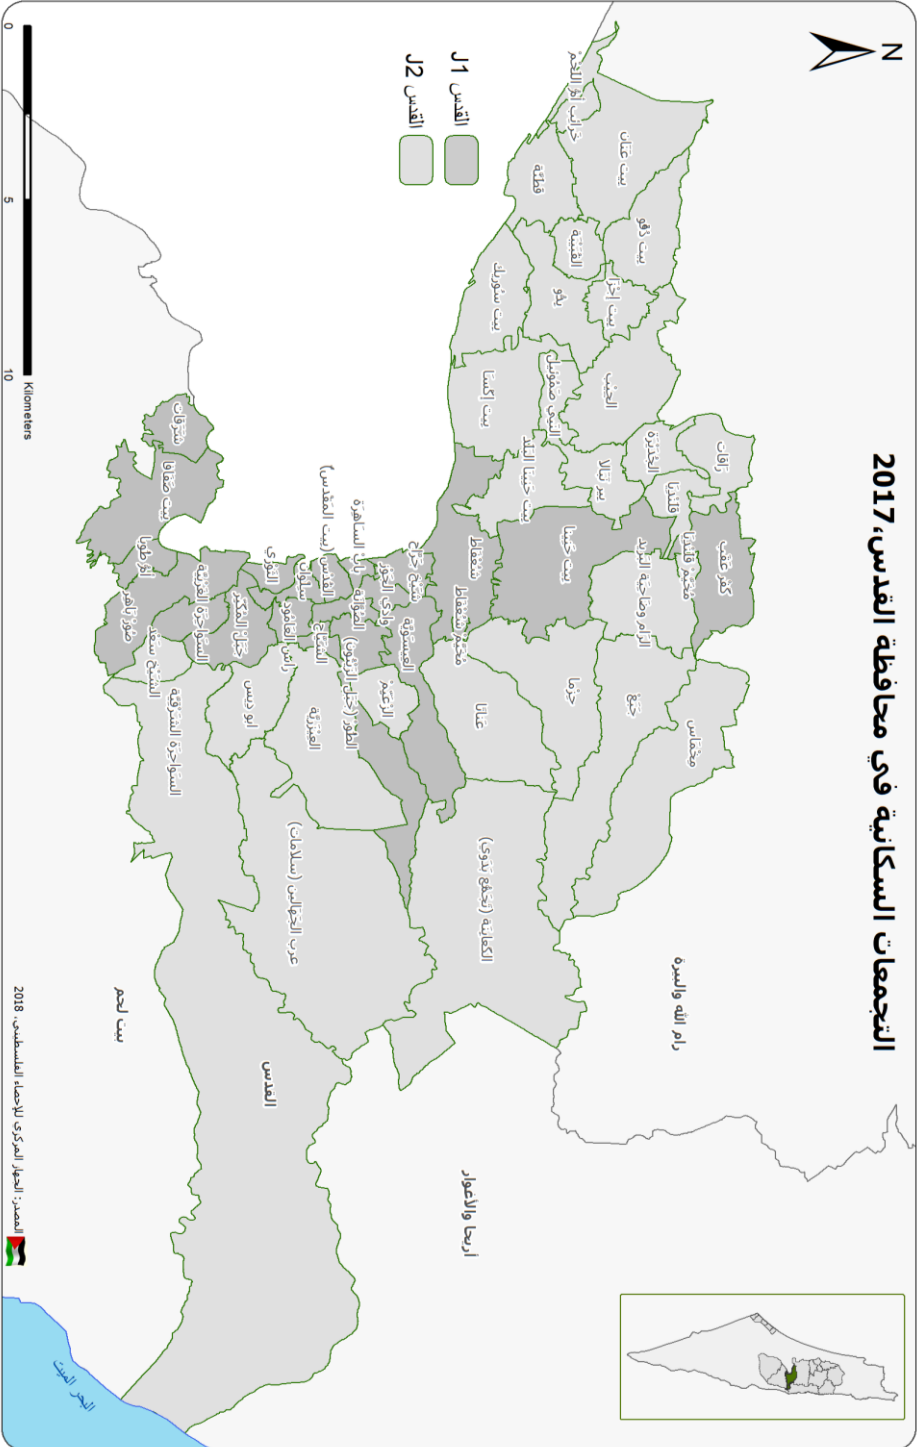 التجمعات السكانية في محافظة القدس، 2017
N
القدس J1
القدس J2
خرائب أم اللحم
بيت عنان
قطنة
بيت دقو
القبيبة
بيت إجزا
بدو
بيت سوريك
الجيب
النبي صموئيل
بيت إكسا
رافات
الجديرة
قلنديا
بير نبالا
بيت حنينا البلد
كفر عقب
مخيم قلنديا
الرام وضاحية البريد
بيت حنينا
شعفاط
مخيم شعفاط
مخماس
جبع
حزما
عناتا
الكعابنة (تجمع بدوي)
شيخ جراح
العيسوية
وادي الجوز
باب الساهرة
الصوانة
القدس (بيت المقدس)
الطور (جبل الزيتون)
الزعيم
الشياح
سلوان
رأس العامود
الثوري
العيزرية
عرب الجهالين (سلامات)
جبل المكبر
ابو ديس
السواحرة الغربية
السواحرة الشرقية
الشيخ سعد
شرفات
بيت صفافا
أم طوبا
صور باهر
القدس
رام الله والبيرة
أريحا والأغوار
بيت لحم
البحر الميت
0 5 10
Kilometers
المصدر: الجهاز المركزي للإحصاء الفلسطيني، 2018